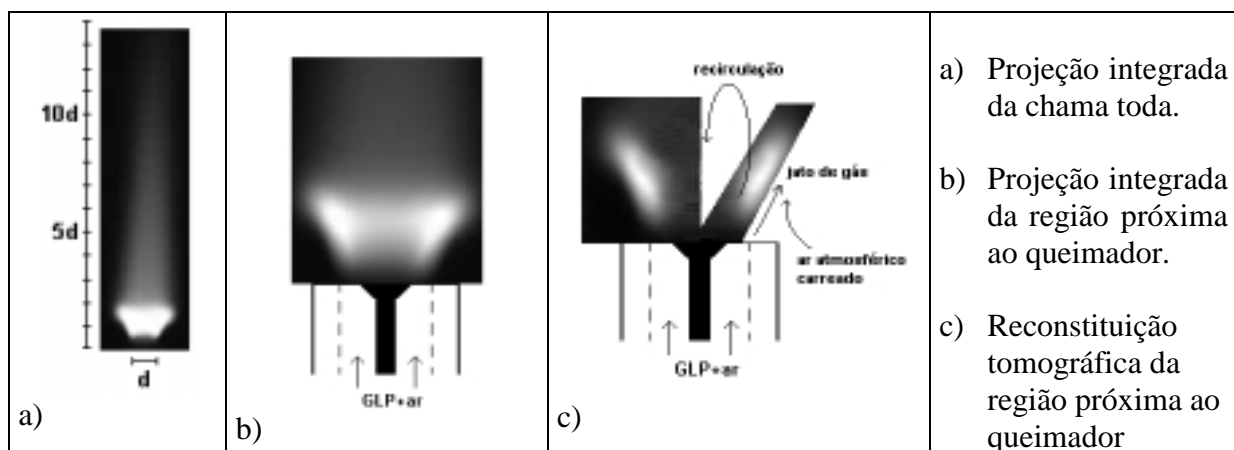 10d
5d
d
a)
GLP+ar
b)
recirculação
jato de gás
ar atmosférico
carreado
GLP+ar
c)
a) Projeção integrada
da chama toda.
b) Projeção integrada
da região próxima
ao queimador.
c) Reconstituição
tomográfica da
região próxima ao
queimador